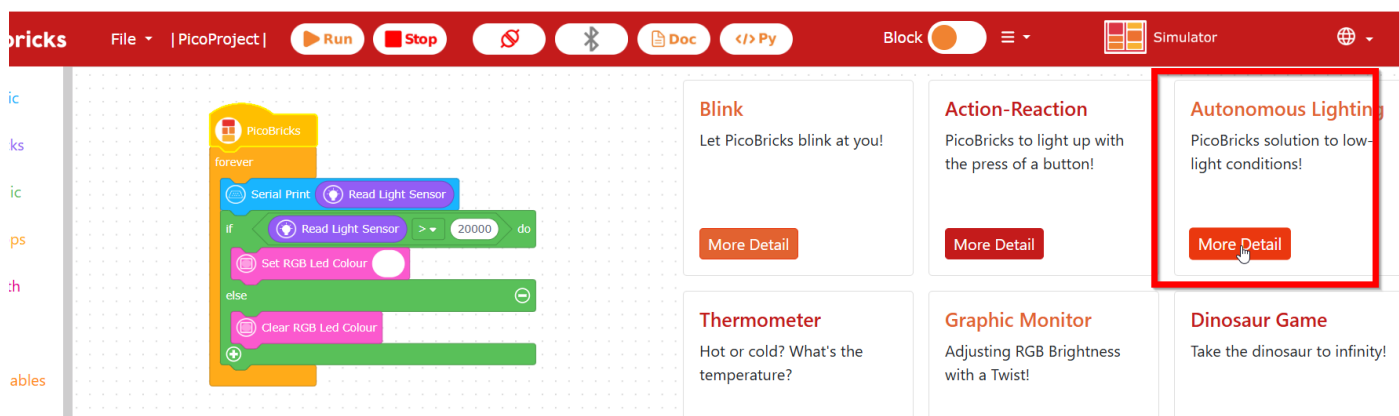 ricks
File
|PicoProject|
Run
Stop
Doc
</> Py
Block
Simulator
ic
ks
ic
ps
th
ables
PicoBricks
forever
Serial Print Read Light Sensor
if Read Light Sensor > 20000 do
Set RGB Led Colour
else
Clear RGB Led Colour
Blink
Let PicoBricks blink at you!
More Detail
Action-Reaction
PicoBricks to light up with
the press of a button!
More Detail
Autonomous Lighting
PicoBricks solution to low-
light conditions!
More Detail
Thermometer
Hot or cold? What's the
temperature?
Graphic Monitor
Adjusting RGB Brightness
with a Twist!
Dinosaur Game
Take the dinosaur to infinity!